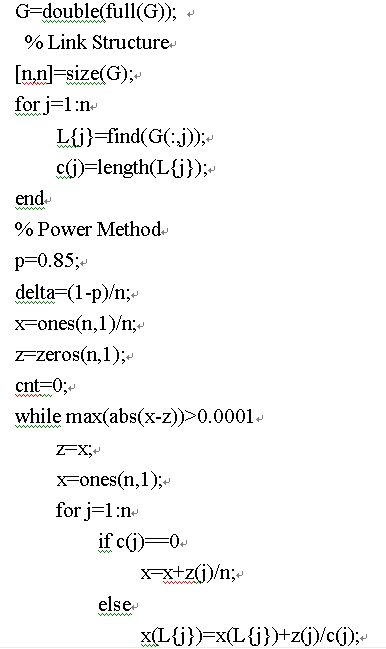 G=double(full(G));
% Link Structure
[n,n]=size(G);
for j=1:n
L{j}=find(G(:,j));
c(j)=length(L{j});
end
% Power Method
p=0.85;
delta=(1-p)/n;
x=ones(n,1)/n;
z=zeros(n,1);
cnt=0;
while max(abs(x-z))>0.0001
z=x;
x=ones(n,1);
for j=1:n
if c(j)==0
x=x+z(j)/n;
else
x(L{j})=x(L{j})+z(j)/c(j);